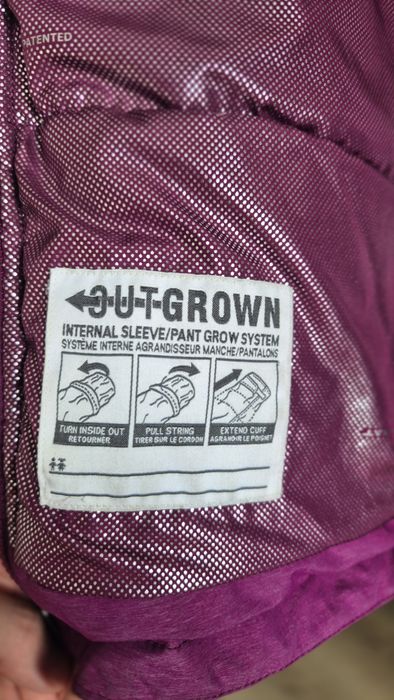 PATENTED
OUTGROWN
INTERNAL SLEEVE/PANT GROW SYSTEM
SYSTÈME INTERNE AGRANDISSEUR MANCHE/PANTALONS
TURN INSIDE OUT
RETOURNER
PULL STRING
TIRER SUR LE CORDON
EXTEND CUFF
AGRANDIR LE POIGNET